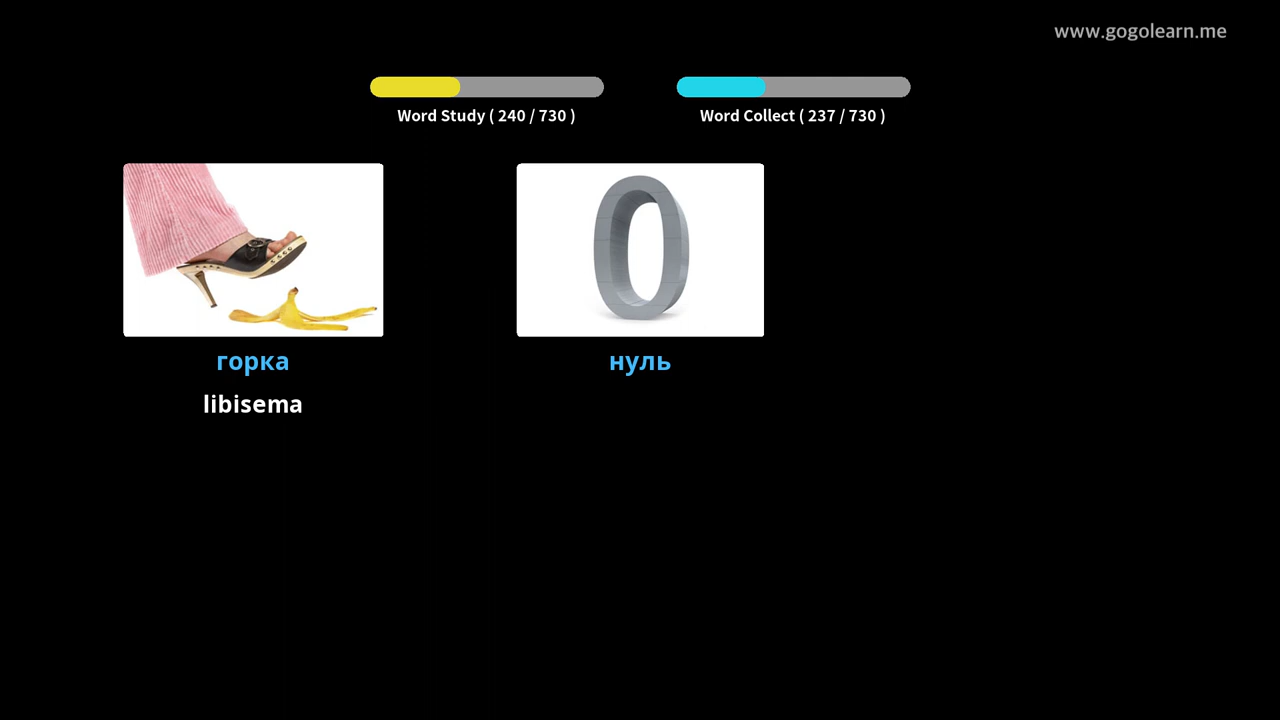 www.gogolearn.me
Word Study ( 240 / 730 )
Word Collect ( 237 / 730 )
горка
нуль
libisema